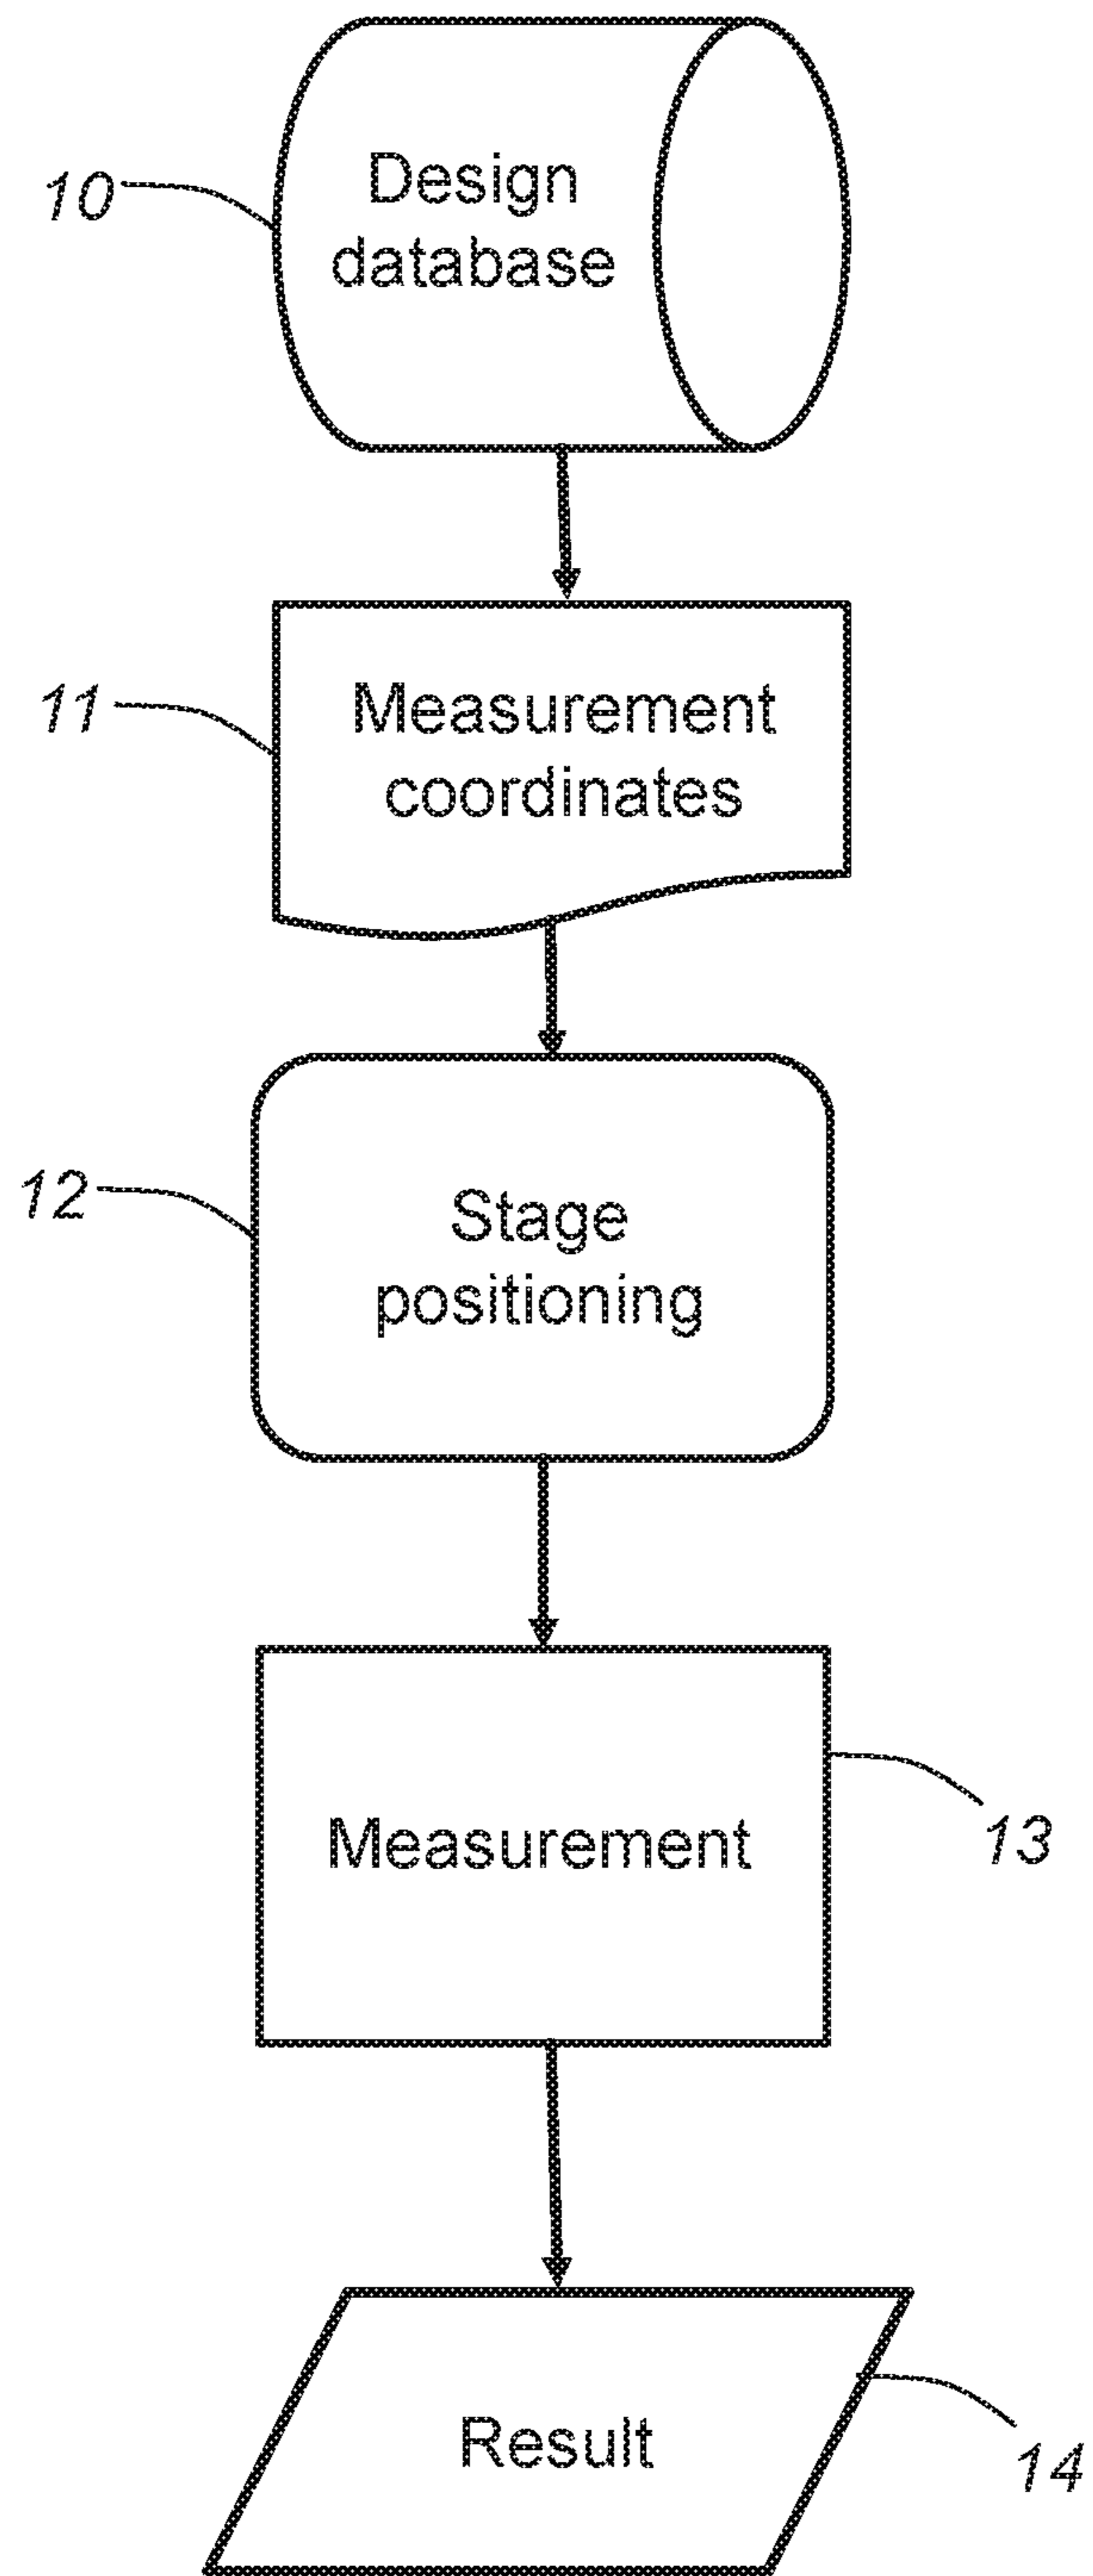 10
Design
database
11
Measurement
coordinates
12
Stage
positioning
Measurement
13
Result
14